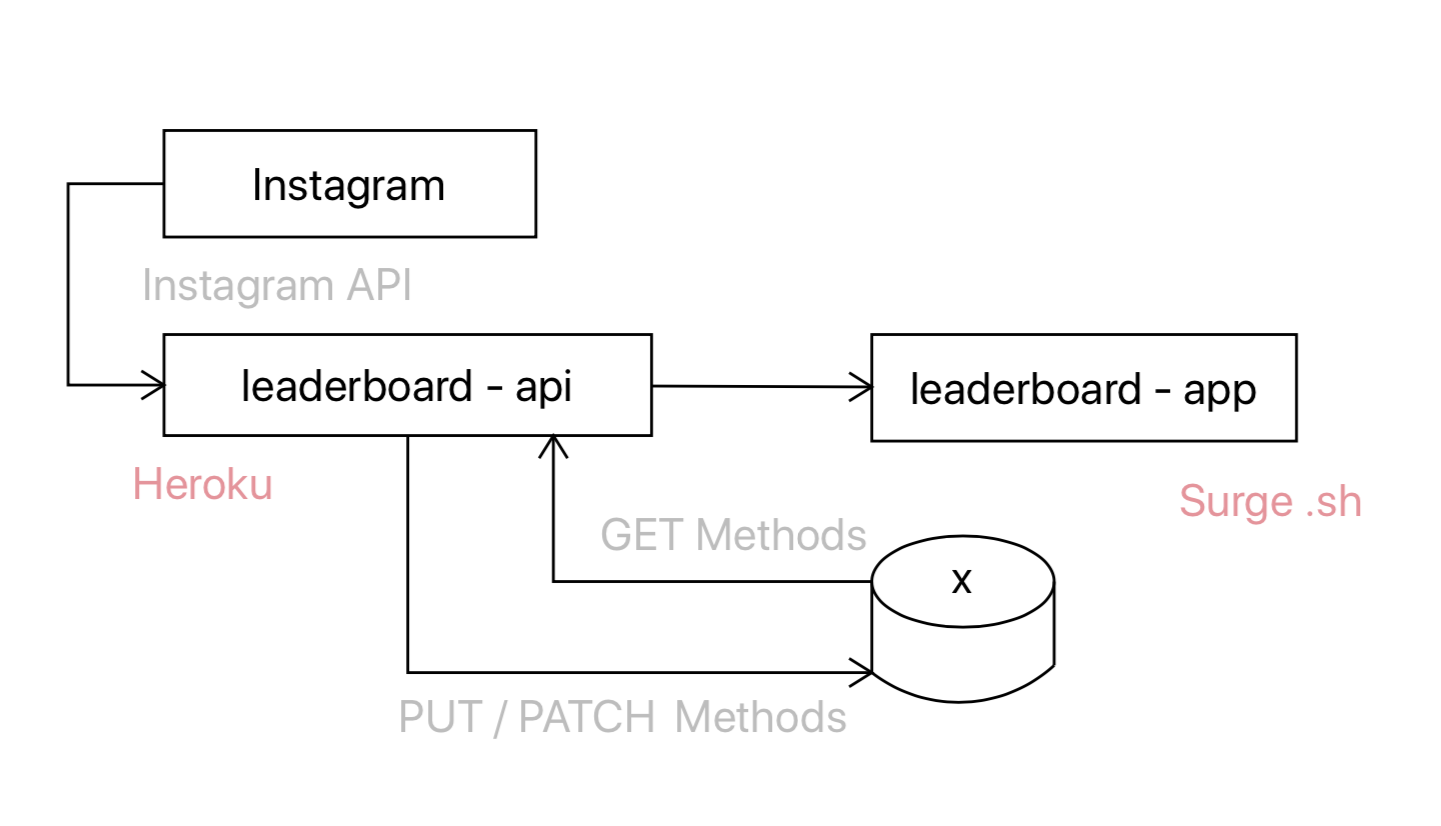 Instagram
Instagram API
leaderboard - api
leaderboard - app
Heroku
Surge .sh
GET Methods
x
PUT / PATCH Methods